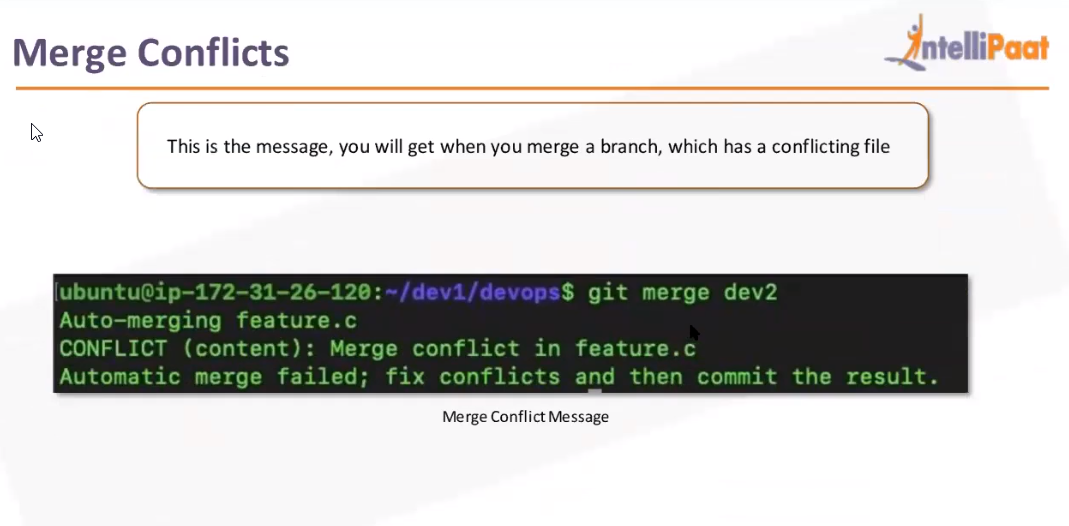 Merge Conflicts
IntelliPaat
This is the message, you will get when you merge a branch, which has a conflicting file
ubuntu@ip-172-31-26-120:~/dev1/devops$ git merge dev2
Auto-merging feature.c
CONFLICT (content): Merge conflict in feature.c
Automatic merge failed; fix conflicts and then commit the result.
Merge Conflict Message